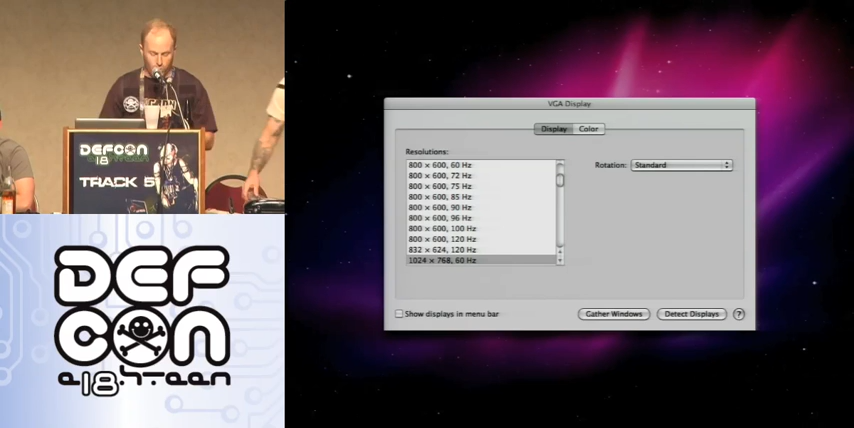 DEFCON
18
TRACK 5
DEF
CON
e18hteen
VGA Display
Display
Color
Resolutions:
800 × 600, 60 Hz
800 × 600, 72 Hz
800 × 600, 75 Hz
800 × 600, 85 Hz
800 × 600, 90 Hz
800 × 600, 96 Hz
800 × 600, 100 Hz
800 × 600, 120 Hz
832 × 624, 120 Hz
1024 × 768, 60 Hz
Rotation: Standard
Show displays in menu bar
Gather Windows
Detect Displays
?